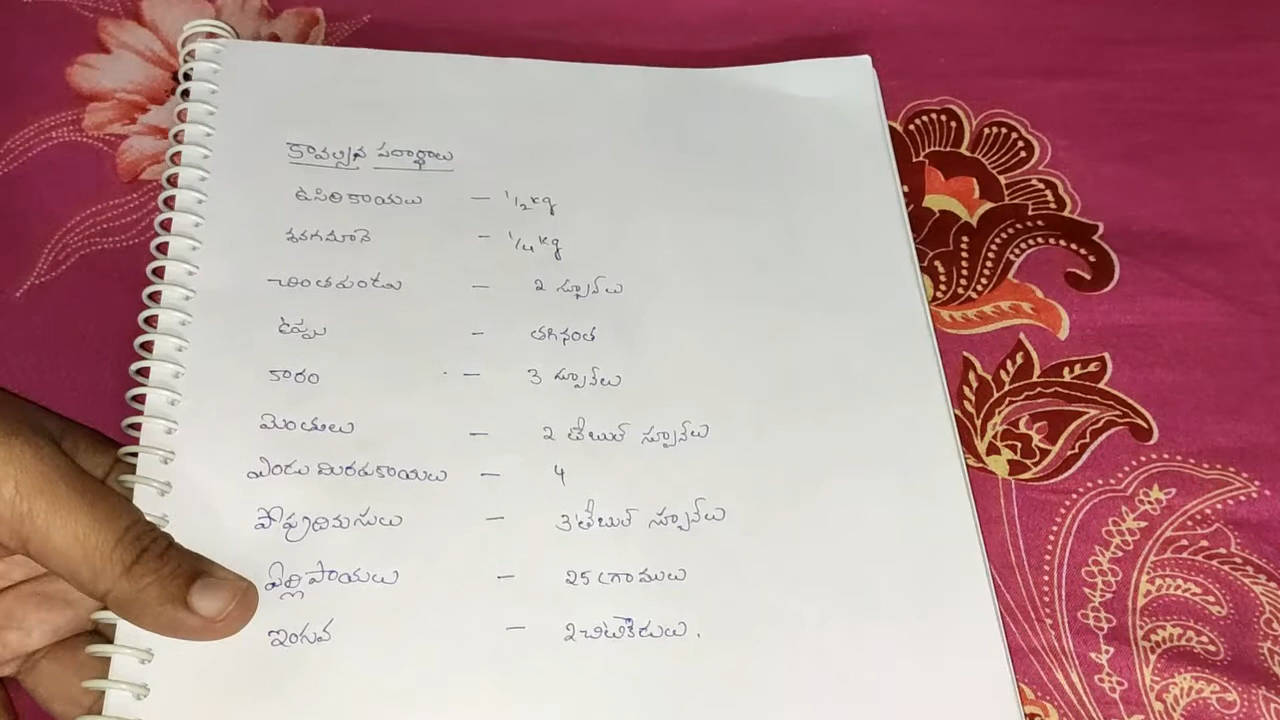 కావల్సిన పదార్థాలు
ఉసిరికాయలు - 1/2 kg
శనగనూనె - 1/4 kg
చింతపండు - 2 స్పూన్‌లు
ఉప్పు - తగినంత
కారం - 3 స్పూన్‌లు
మెంతులు - 2 టేబుల్ స్పూన్‌లు
ఎండు మిరపకాయలు - 4
పోపుదినుసులు - 3 టేబుల్ స్పూన్‌లు
వెల్లిపాయలు - 25 గ్రాములు
ఇంగువ - 2 చిటికెడులు.